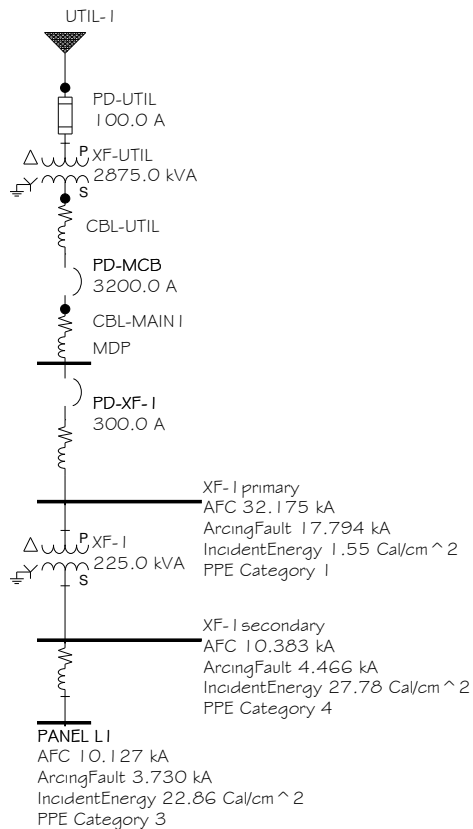 UTIL-1
PD-UTIL
100.0 A
P
XF-UTIL
2875.0 kVA
S
CBL-UTIL
PD-MCB
3200.0 A
CBL-MAIN1
MDP
PD-XF-1
300.0 A
XF-1primary
AFC 32.175 kA
ArcingFault 17.794 kA
IncidentEnergy 1.55 Cal/cm^2
PPE Category 1
P
XF-1
225.0 kVA
S
XF-1secondary
AFC 10.383 kA
ArcingFault 4.466 kA
IncidentEnergy 27.78 Cal/cm^2
PPE Category 4
PANEL L1
AFC 10.127 kA
ArcingFault 3.730 kA
IncidentEnergy 22.86 Cal/cm^2
PPE Category 3